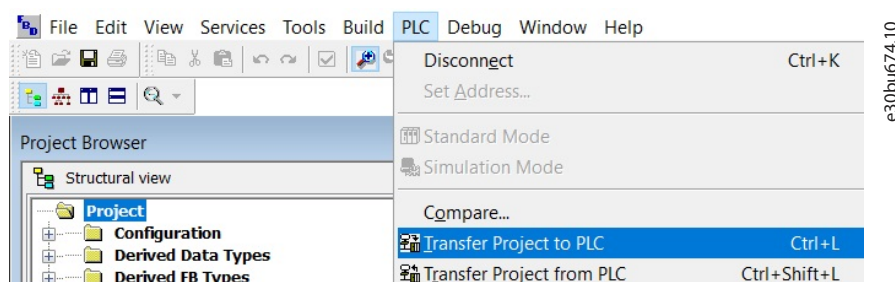 File Edit View Services Tools Build PLC Debug Window Help
Disconnect Ctrl+K
Set Address...
Project Browser
Standard Mode
Structural view
Simulation Mode
Project
Compare...
Configuration
Transfer Project to PLC Ctrl+L
Derived Data Types
Derived FB Types
Transfer Project from PLC Ctrl+Shift+L
e30bu674.10